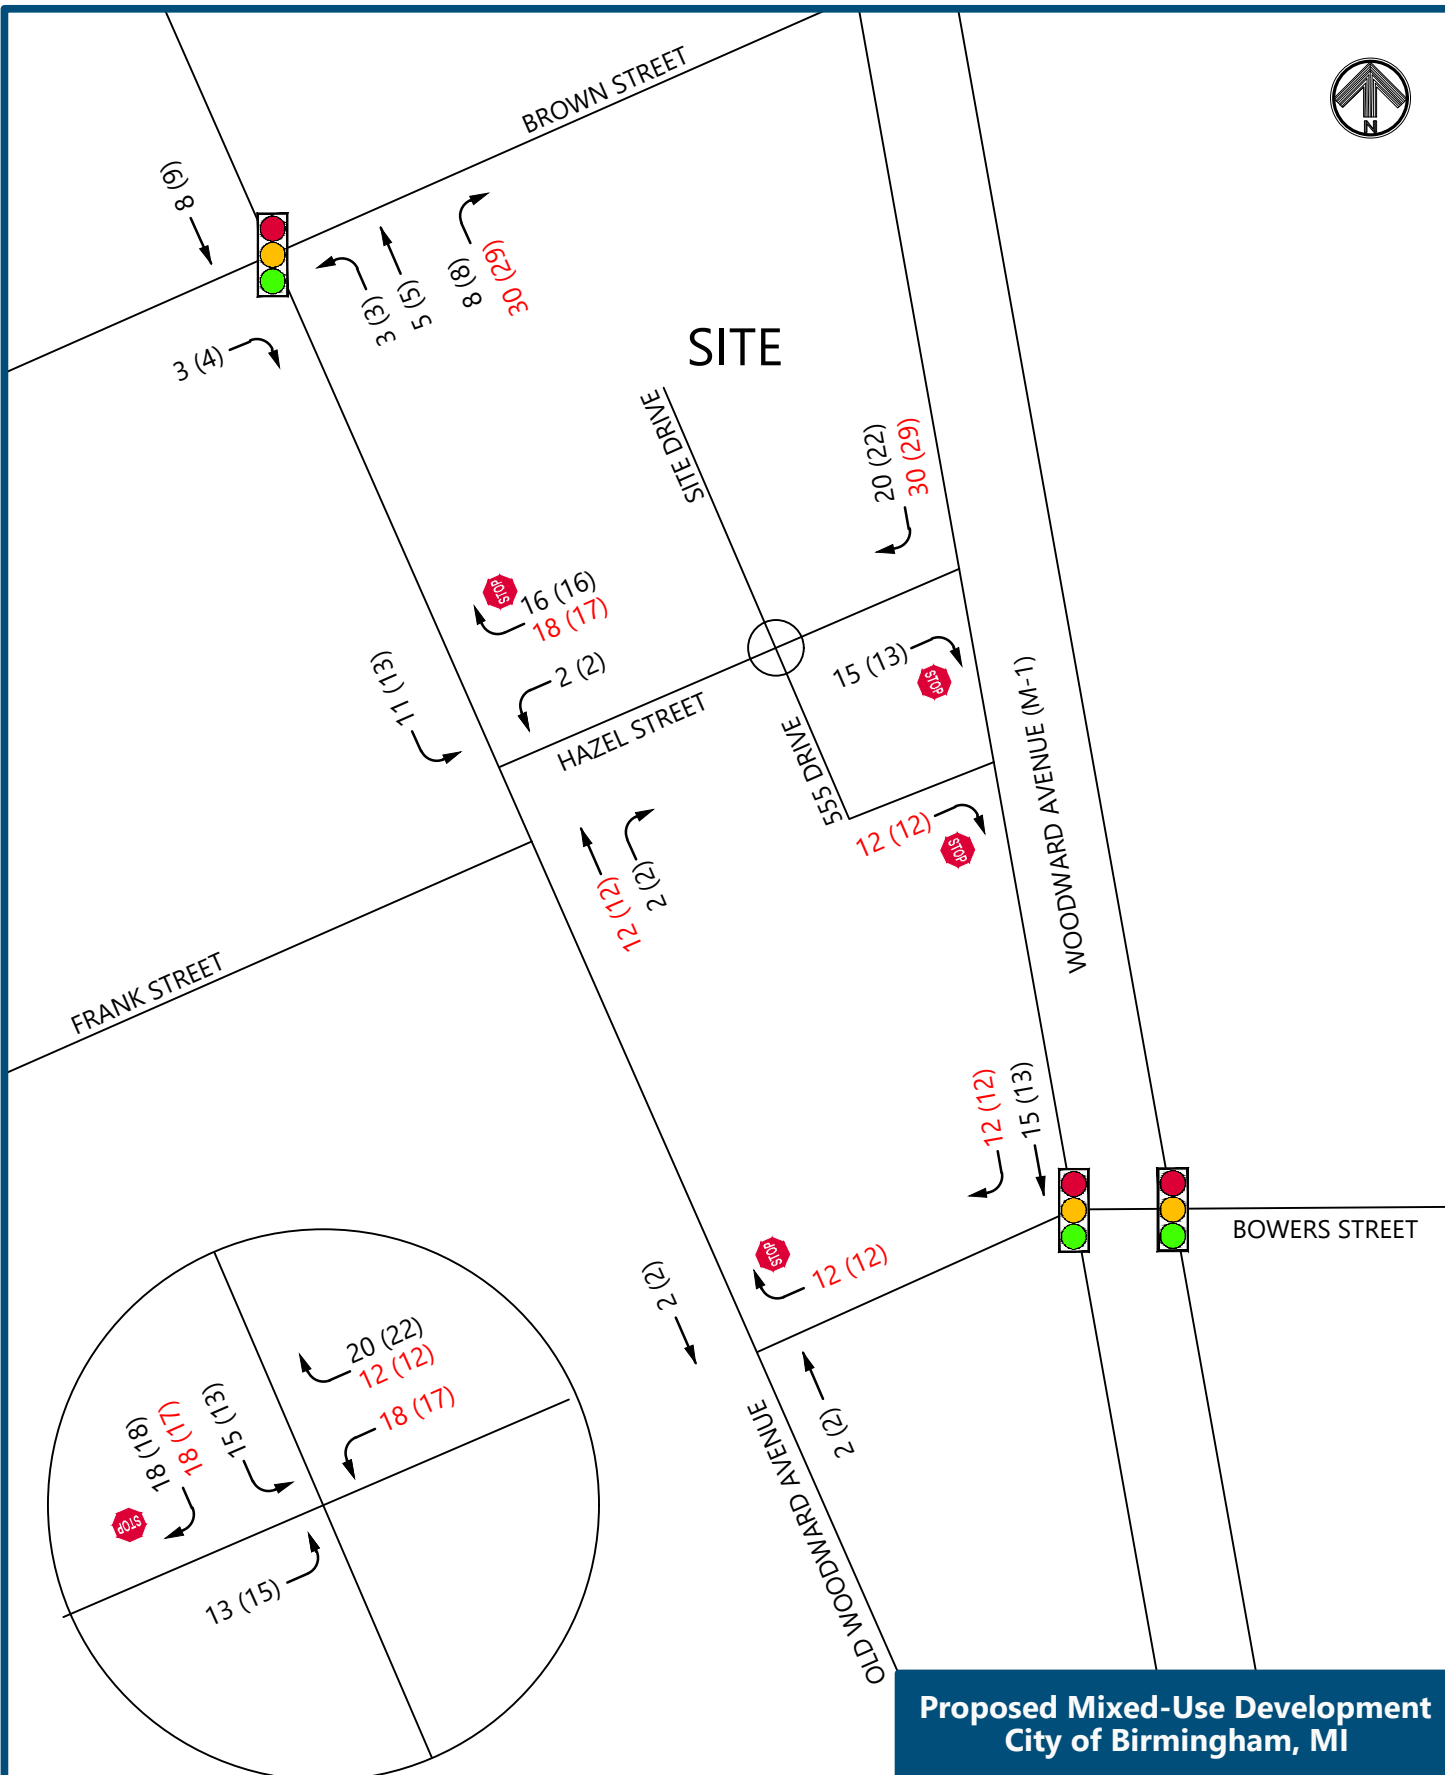 BROWN STREET
N
8 (9)
3 (3)
5 (5)
8 (8)
30 (29)
3 (4)
SITE
SITE DRIVE
20 (22)
30 (29)
STOP
16 (16)
18 (17)
2 (2)
11 (13)
HAZEL STREET
15 (13)
STOP
555 DRIVE
WOODWARD AVENUE (M-1)
12 (12)
STOP
12 (12)
2 (2)
FRANK STREET
12 (12)
15 (13)
BOWERS STREET
STOP
12 (12)
2 (2)
2 (2)
OLD WOODWARD AVENUE
20 (22)
12 (12)
18 (17)
18 (18)
18 (17)
15 (13)
STOP
13 (15)
Proposed Mixed-Use Development
City of Birmingham, MI